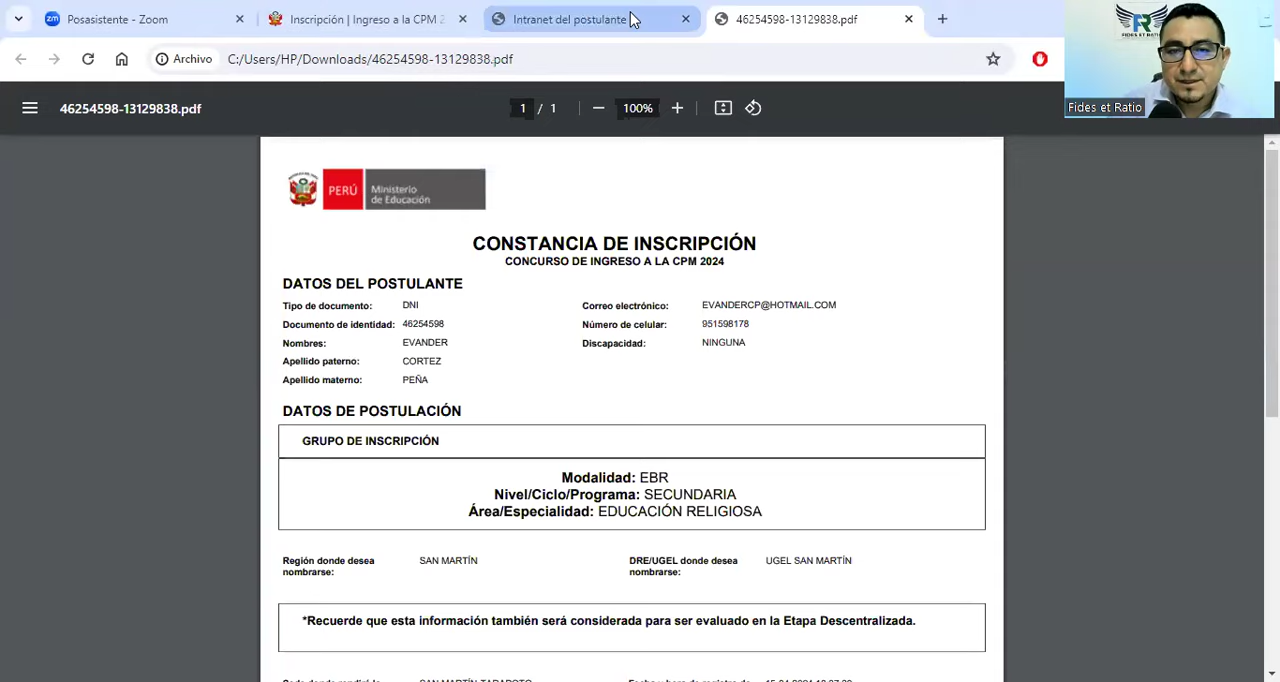 Posasistente - Zoom
Inscripción | Ingreso a la CPM 2
Intranet del postulante
46254598-13129838.pdf
Archivo
C:/Users/HP/Downloads/46254598-13129838.pdf
46254598-13129838.pdf
1 / 1
100%
FIDES ET RATIO
Fides et Ratio
PERÚ Ministerio
de Educación
CONSTANCIA DE INSCRIPCIÓN
CONCURSO DE INGRESO A LA CPM 2024
DATOS DEL POSTULANTE
Tipo de documento: DNI
Correo electrónico: EVANDERCP@HOTMAIL.COM
Documento de identidad: 46254598
Número de celular: 951598178
Nombres: EVANDER
Discapacidad: NINGUNA
Apellido paterno: CORTEZ
Apellido materno: PEÑA
DATOS DE POSTULACIÓN
GRUPO DE INSCRIPCIÓN
Modalidad: EBR
Nivel/Ciclo/Programa: SECUNDARIA
Área/Especialidad: EDUCACIÓN RELIGIOSA
Región donde desea SAN MARTÍN
nombrarse:
DRE/UGEL donde desea UGEL SAN MARTÍN
nombrarse:
*Recuerde que esta información también será considerada para ser evaluado en la Etapa Descentralizada.